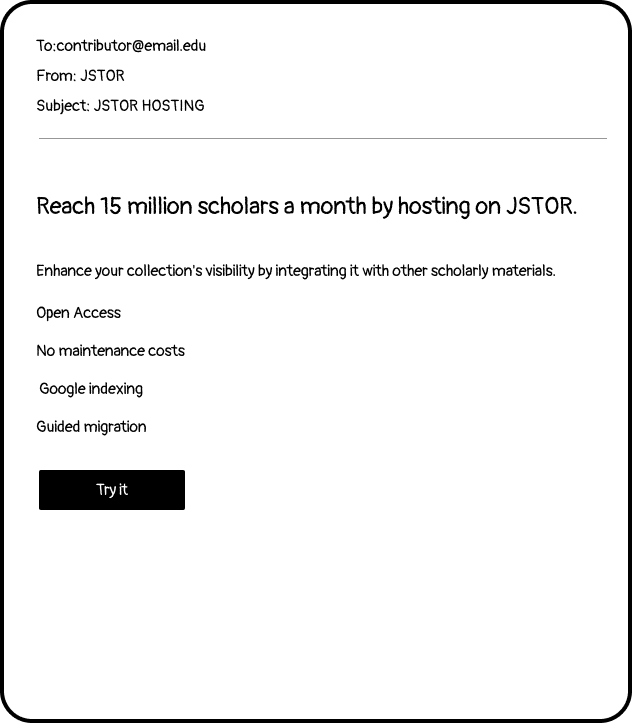 To:contributor@email.edu
From: JSTOR
Subject: JSTOR HOSTING
Reach 15 million scholars a month by hosting on JSTOR.
Enhance your collection's visibility by integrating it with other scholarly materials.
Open Access
No maintenance costs
Google indexing
Guided migration
Try it